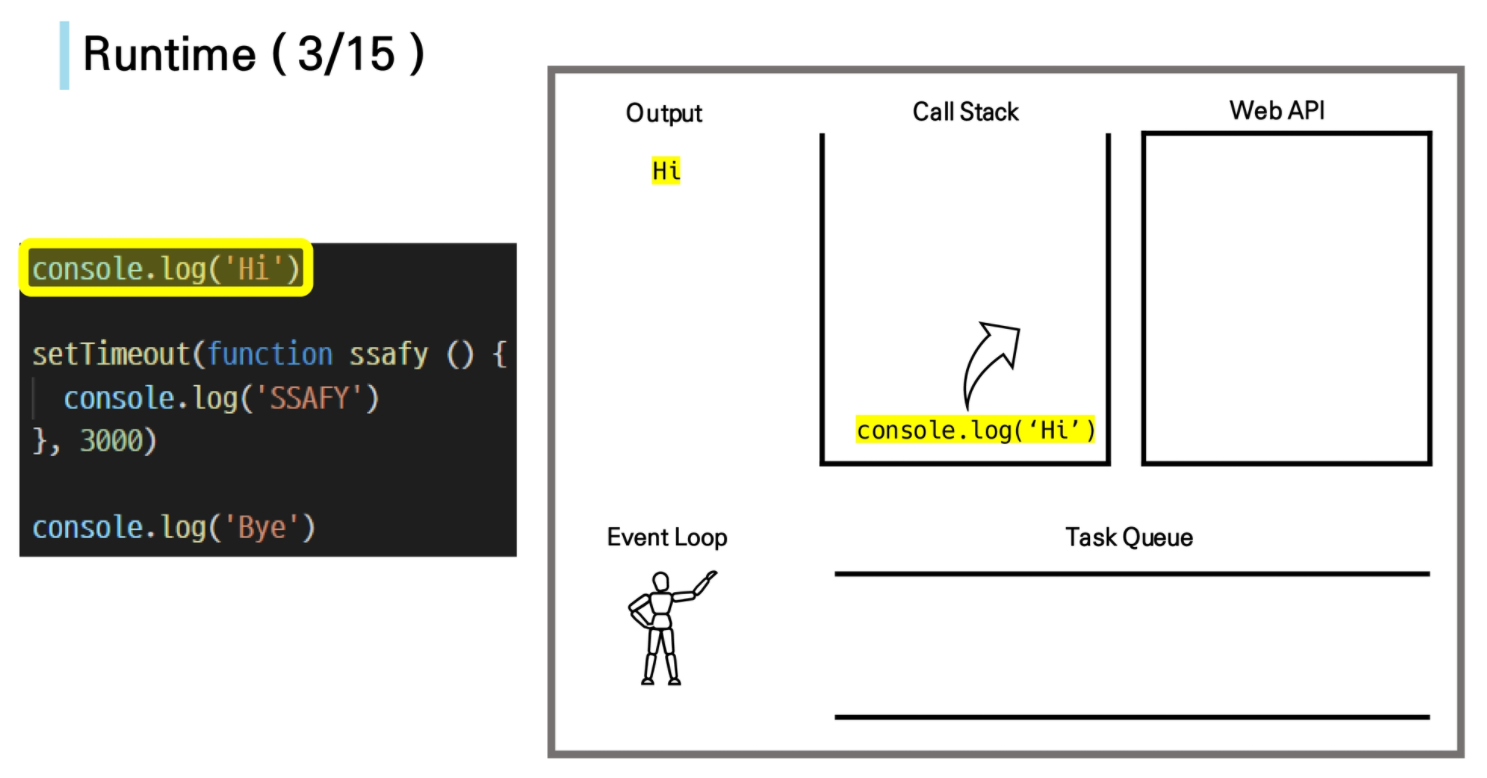 Runtime ( 3/15 )
console.log('Hi')
setTimeout(function ssafy () {
console.log('SSAFY')
}, 3000)
console.log('Bye')
Output
Hi
Call Stack
console.log(‘Hi’)
Web API
Event Loop
Task Queue